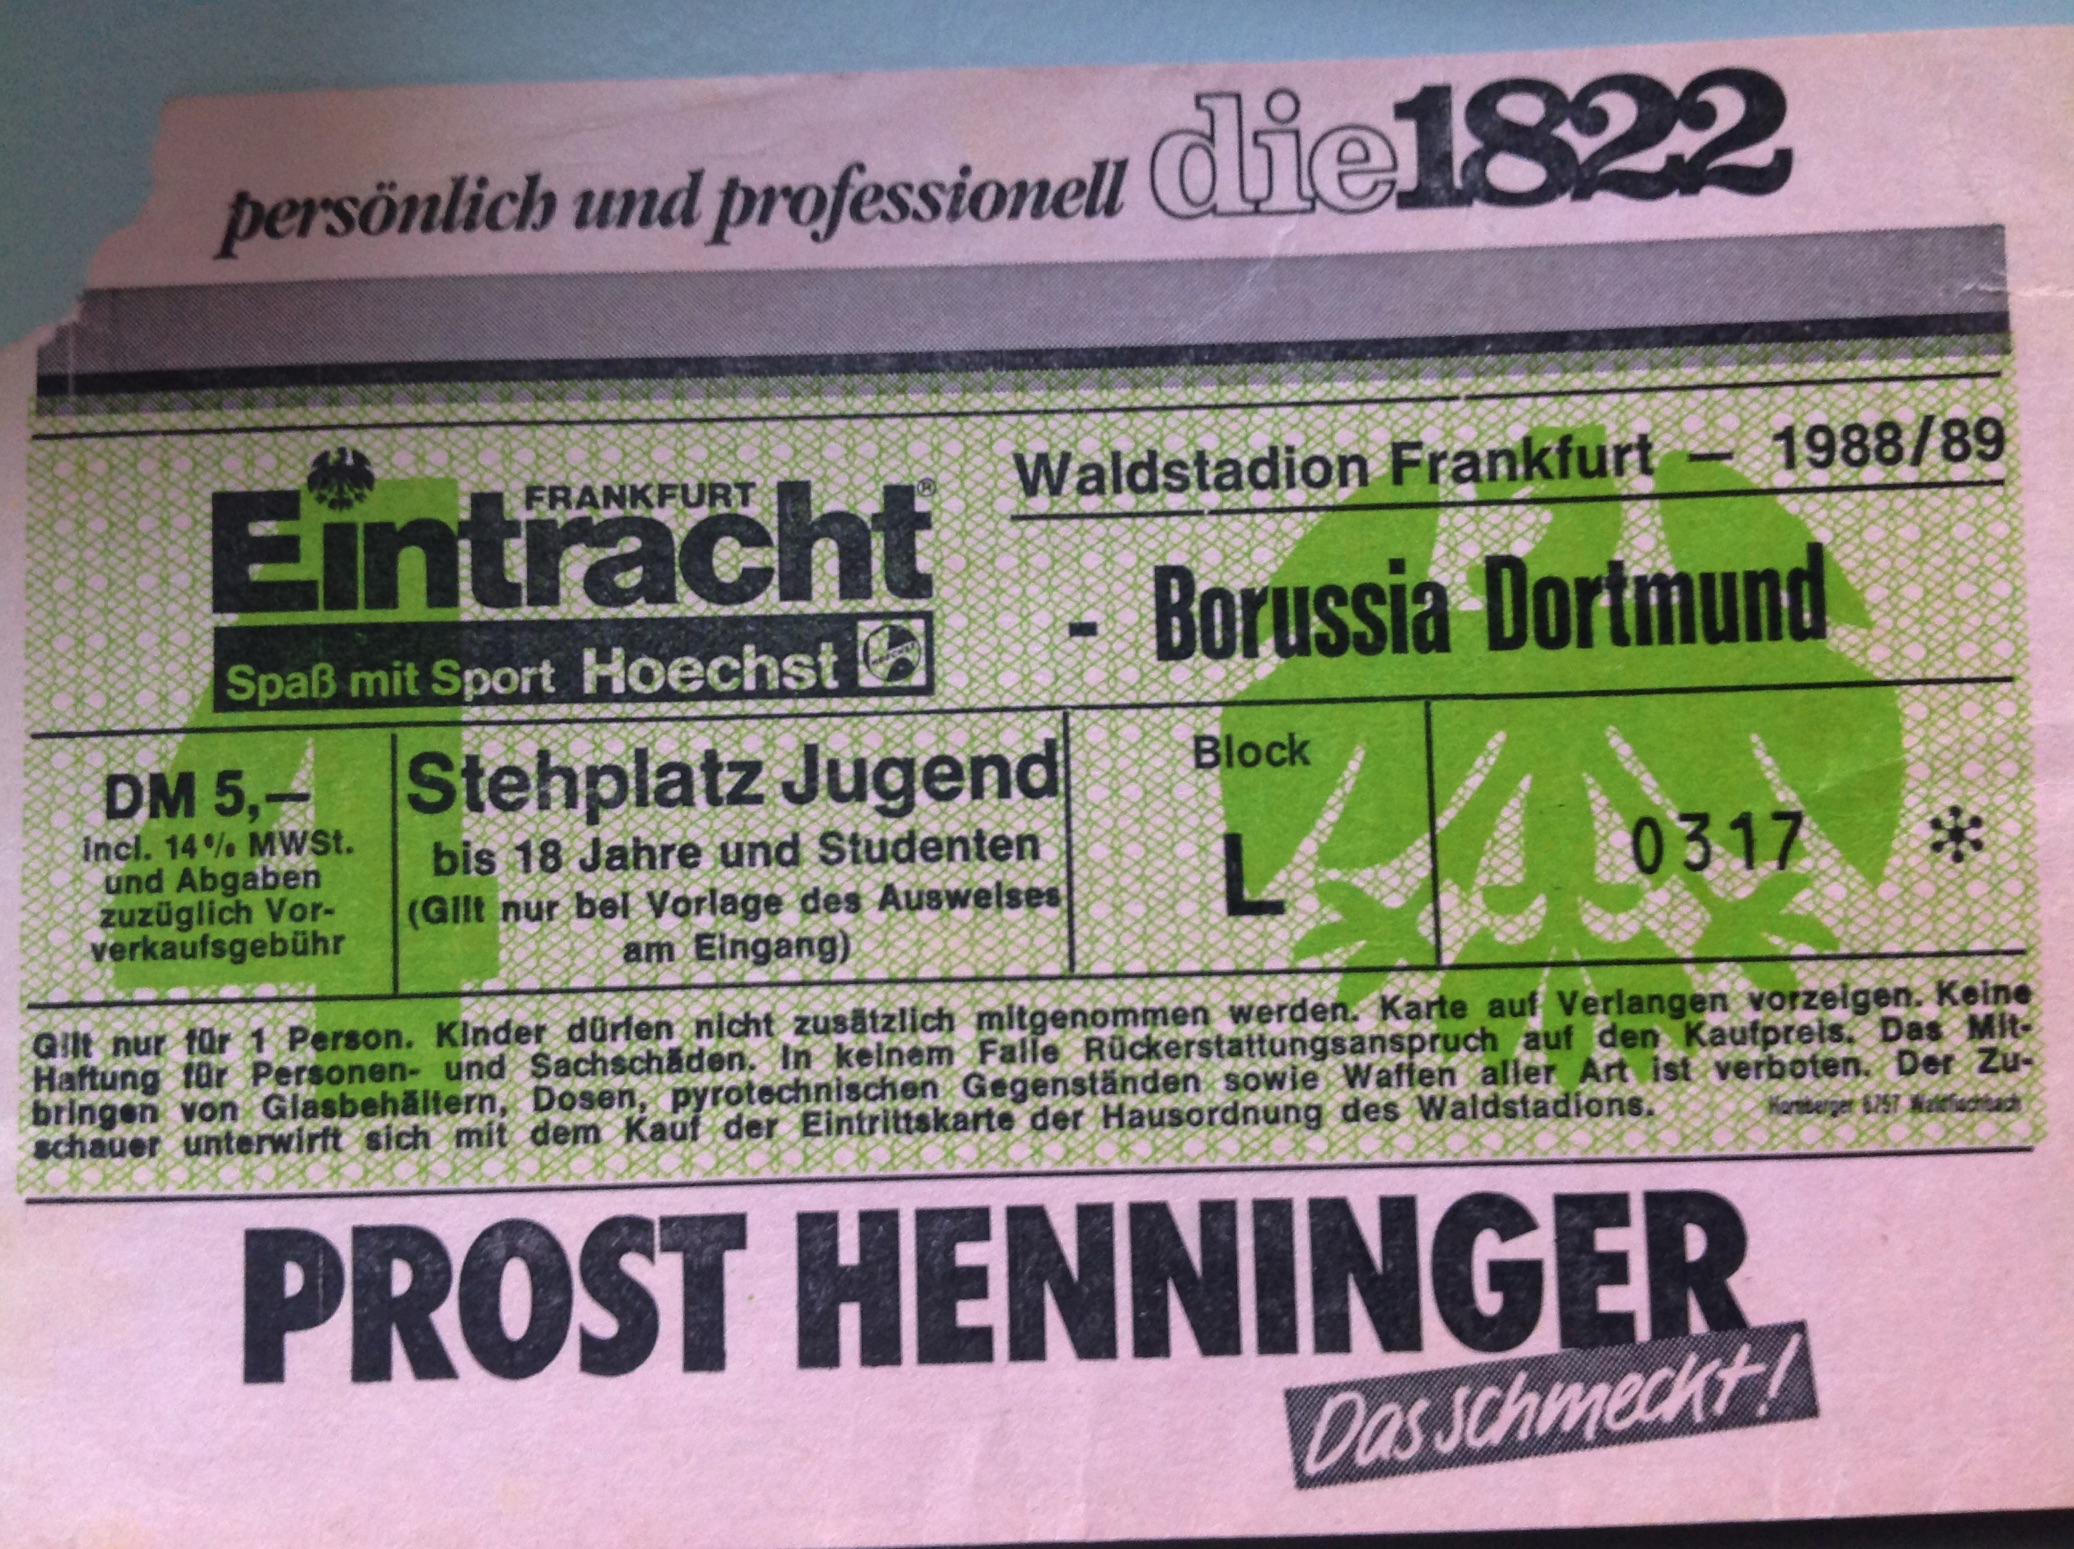 persönlich und professionell die1822
Waldstadion Frankfurt — 1988/89
FRANKFURT
Eintracht®
- Borussia Dortmund
Spaß mit Sport Hoechst
DM 5,—
incl. 14% MWSt.
und Abgaben
zuzüglich Vor-
verkaufsgebühr
Stehplatz Jugend
bis 18 Jahre und Studenten
(Gilt nur bei Vorlage des Ausweises
am Eingang)
Block
L
0317 *
4
Gilt nur für 1 Person. Kinder dürfen nicht zusätzlich mitgenommen werden. Karte auf Verlangen vorzeigen. Keine
Haftung für Personen- und Sachschäden. In keinem Falle Rückerstattungsanspruch auf den Kaufpreis. Das Mit-
bringen von Glasbehältern, Dosen, pyrotechnischen Gegenständen sowie Waffen aller Art ist verboten. Der Zu-
schauer unterwirft sich mit dem Kauf der Eintrittskarte der Hausordnung des Waldstadions.
PROST HENNINGER
Das schmeckt!